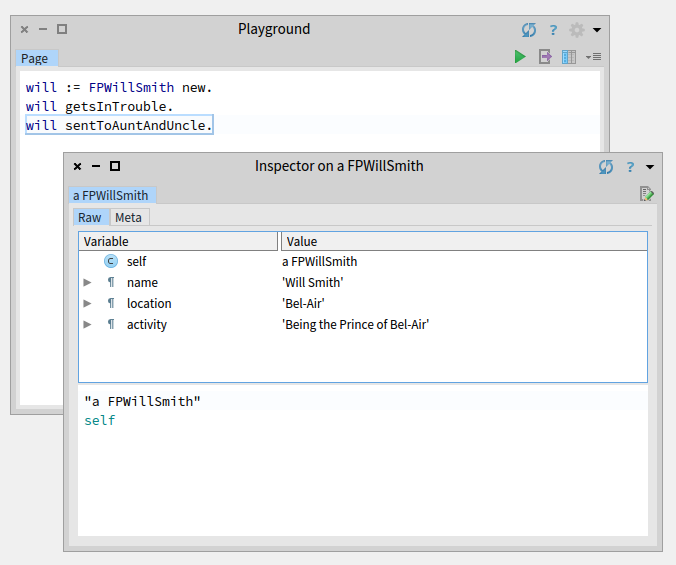 Playground
?
Page
will := FPWillSmith new.
will getsInTrouble.
will sentToAuntAndUncle.
Inspector on a FPWillSmith
?
a FPWillSmith
Raw Meta
Variable Value
C self a FPWillSmith
¶ name 'Will Smith'
¶ location 'Bel-Air'
¶ activity 'Being the Prince of Bel-Air'
"a FPWillSmith"
self